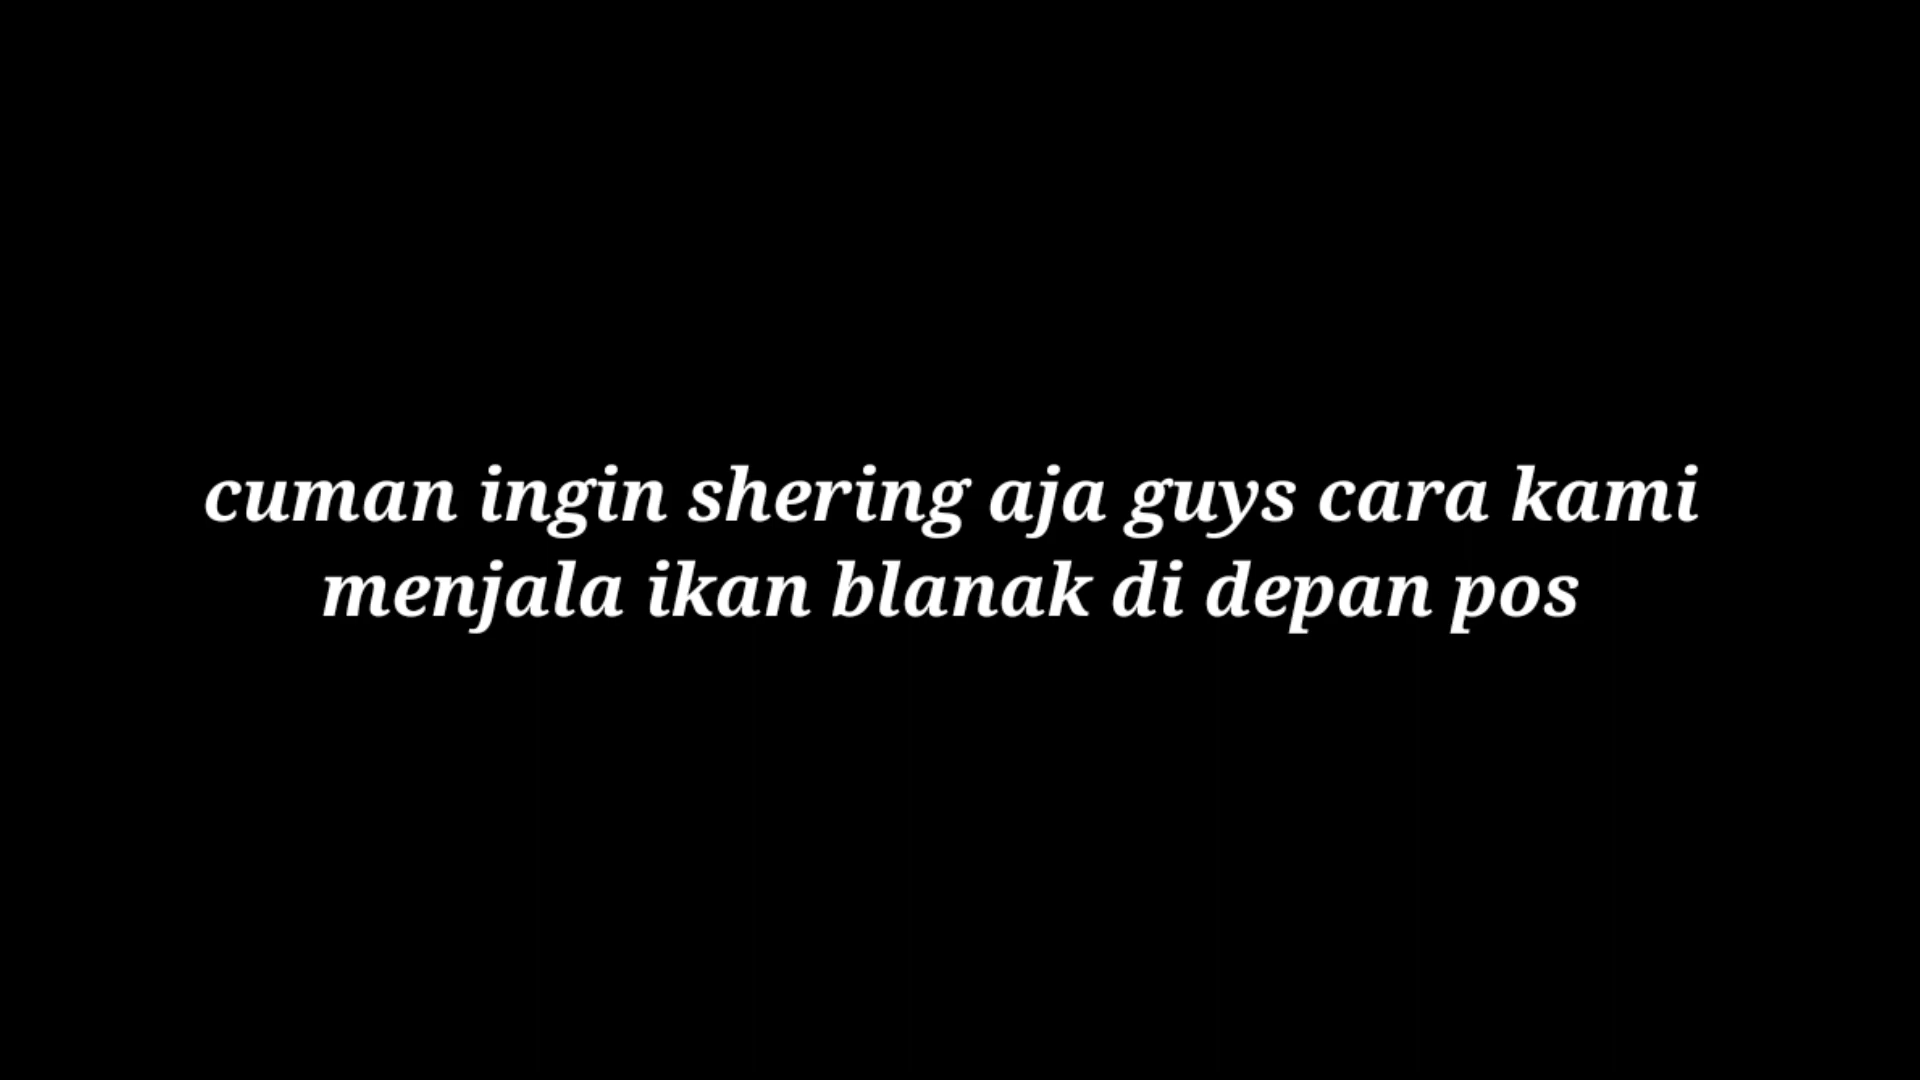 cuman ingin shering aja guys cara kami
menjala ikan blanak di depan pos